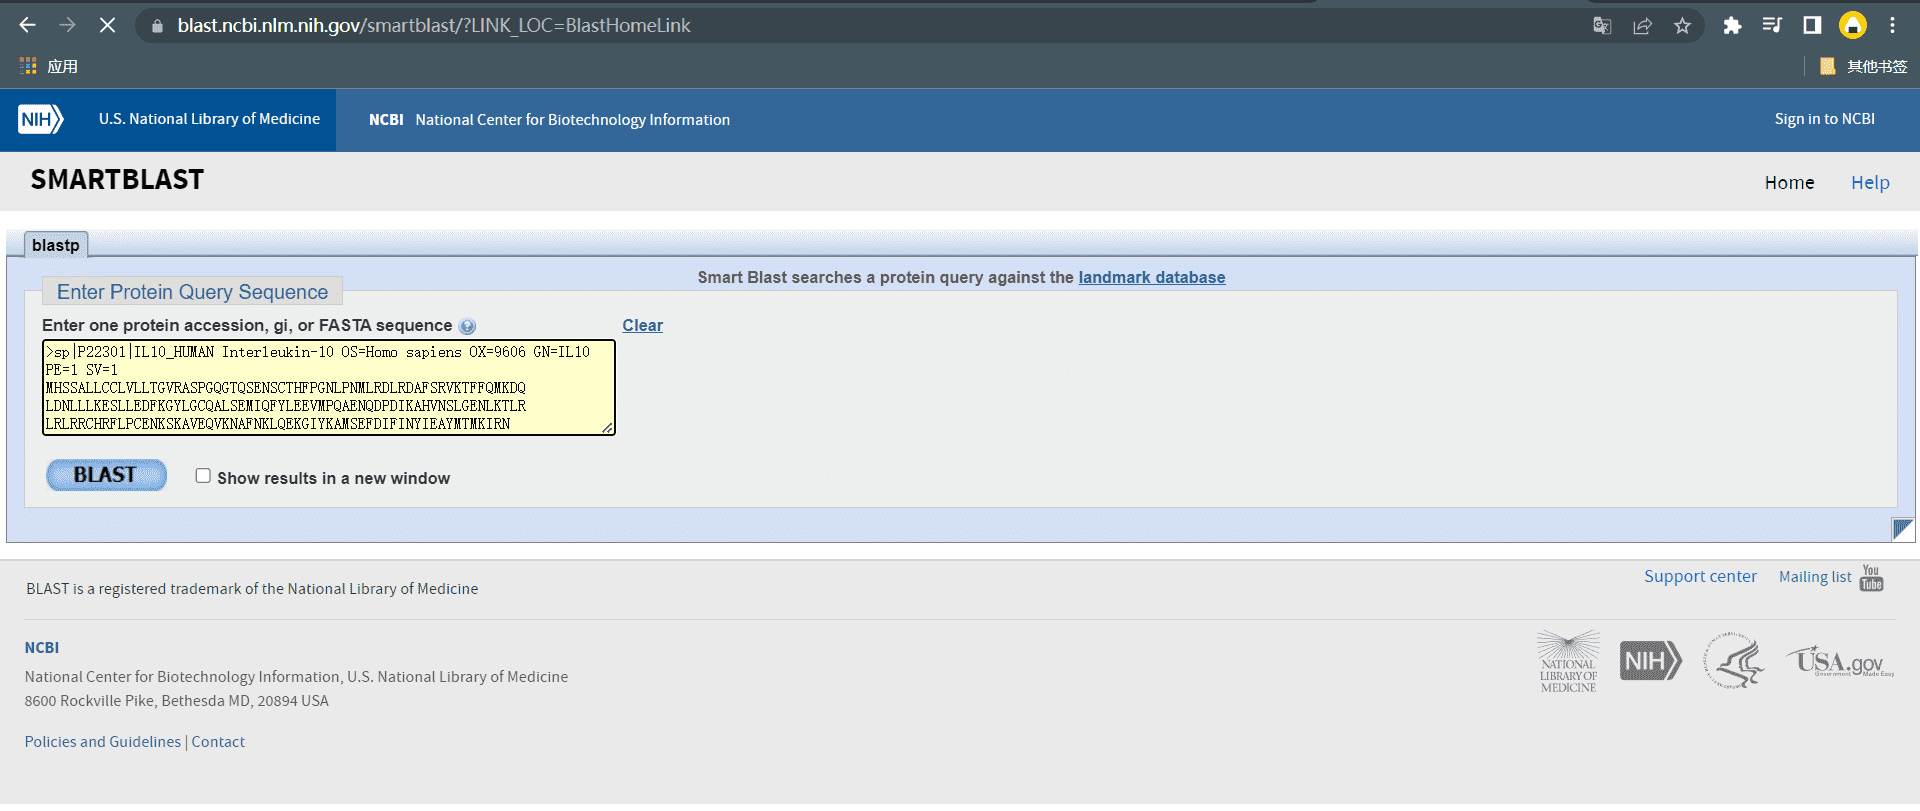 blast.ncbi.nlm.nih.gov/smartblast/?LINK_LOC=BlastHomeLink
应用
其他书签
NIH
U.S. National Library of Medicine
NCBI National Center for Biotechnology Information
Sign in to NCBI
SMARTBLAST
Home
Help
blastp
Smart Blast searches a protein query against the landmark database
Enter Protein Query Sequence
Enter one protein accession, gi, or FASTA sequence
Clear
>sp|P22301|IL10_HUMAN Interleukin-10 OS=Homo sapiens OX=9606 GN=IL10
PE=1 SV=1
MHSSALLCCLVLLTGVRASPGQGTQSENSCTHFPGNLPNMLRDLRDAFSRVKTFFQMKDQ
LDNLLLKESLLEDFKGYLGCQALSEMIQFYLEEVMPQAENQDPDIKAHVNSLGENLKTLR
LRLRRCHRFLPCENKSKAVEQVKNAFNKLQEKGIYKAMSEFDIFINYIEAYMTMKIRN
BLAST
Show results in a new window
BLAST is a registered trademark of the National Library of Medicine
Support center
Mailing list
You
Tube
NCBI
National Center for Biotechnology Information, U.S. National Library of Medicine
8600 Rockville Pike, Bethesda MD, 20894 USA
Policies and Guidelines | Contact
NATIONAL
LIBRARY OF
MEDICINE
NIH
USA.gov
Government Made Easy